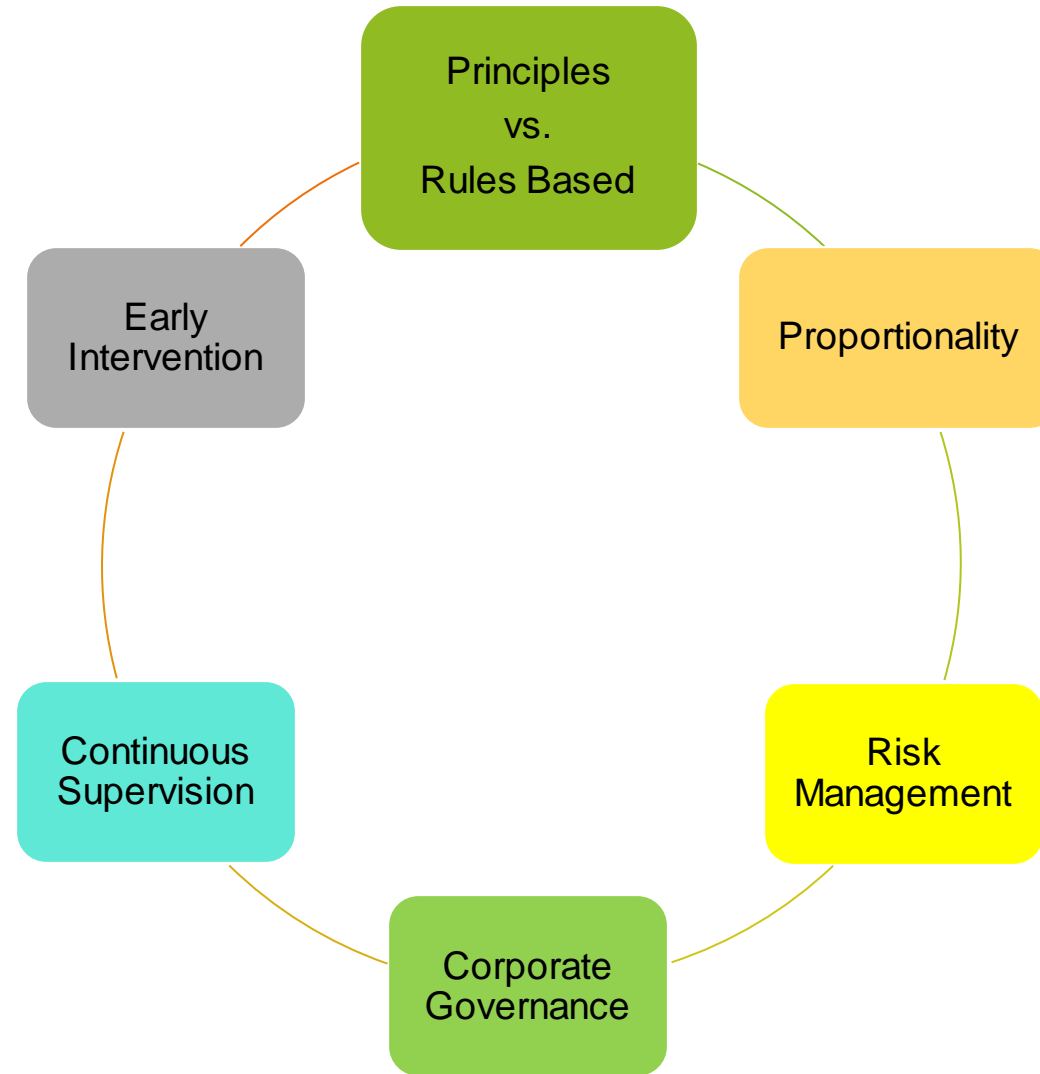 Principles
vs.
Rules Based
Proportionality
Risk
Management
Corporate
Governance
Continuous
Supervision
Early
Intervention